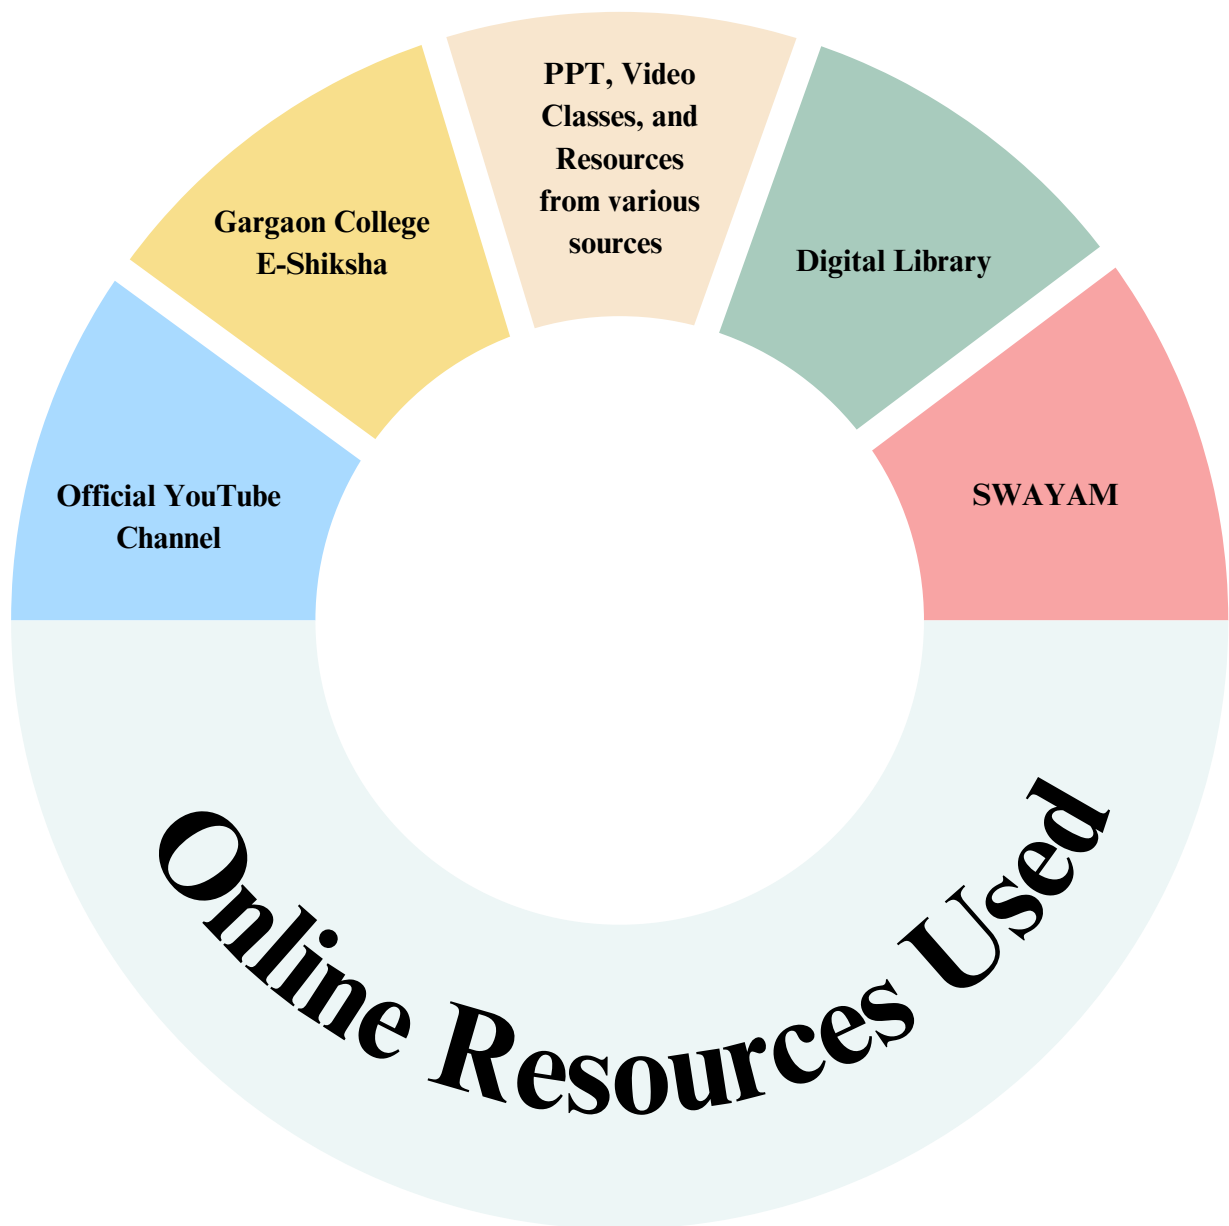 PPT, Video
Classes, and
Resources
from various
sources
Gargaon College
E-Shiksha
Digital Library
Official YouTube
Channel
SWAYAM
Online Resources Used